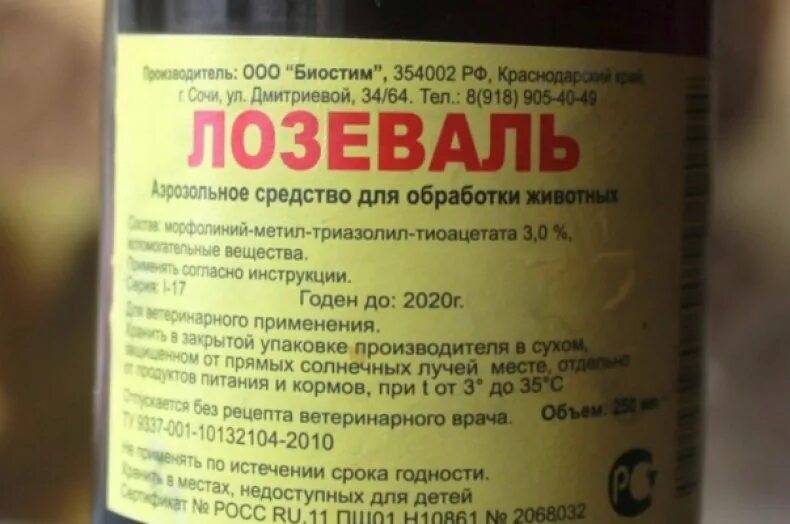 Производитель: ООО "Биостим", 354002 РФ, Краснодарский край,
г. Сочи, ул. Дмитриевой, 34/64. Тел.: 8(918) 905-40-49
ЛОЗЕВАЛЬ
Аэрозольное средство для обработки животных
Состав: морфолиний-метил-триазолил-тиоацетата 3,0 %,
вспомогательные вещества.
Применять согласно инструкции.
Серия: I-17
Годен до: 2020г.
Для ветеринарного применения.
Хранить в закрытой упаковке производителя в сухом,
защищенном от прямых солнечных лучей месте, отдельно
от продуктов питания и кормов, при t от 3° до 35°С
Отпускается без рецепта ветеринарного врача. Объем: 250 мл
ТУ 9337-001-10132104-2010
Не применять по истечении срока годности.
Хранить в местах, недоступных для детей
Сертификат № РОСС RU.11 ПЩ01 Н10861 № 2068032